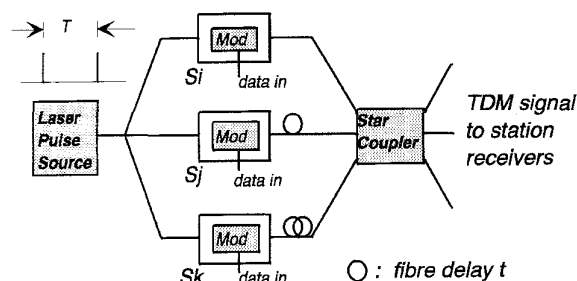 T
Mod
Si
data in
Laser
Pulse
Source
Mod
Sj
data in
Star
Coupler
TDM signal
to station
receivers
Mod
Sk
data in
: fibre delay t